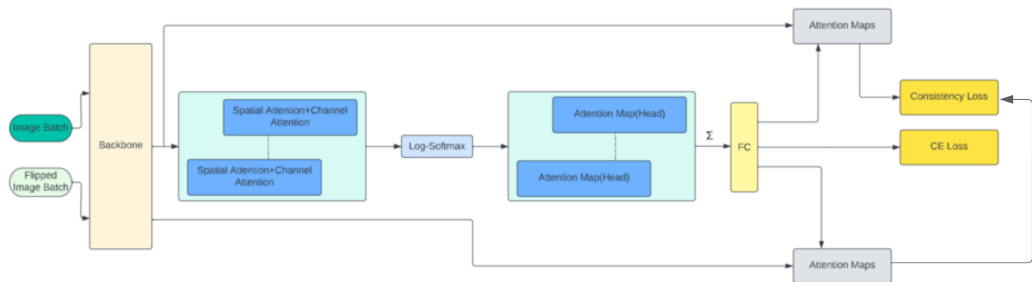 Image Batch
Flipped
Image Batch
Backbone
Spatial Attention+Channel
Attention
Spatial Attention+Channel
Attention
Log-Softmax
Attention Map(Head)
Attention Map(Head)
Σ
FC
Attention Maps
Consistency Loss
CE Loss
Attention Maps